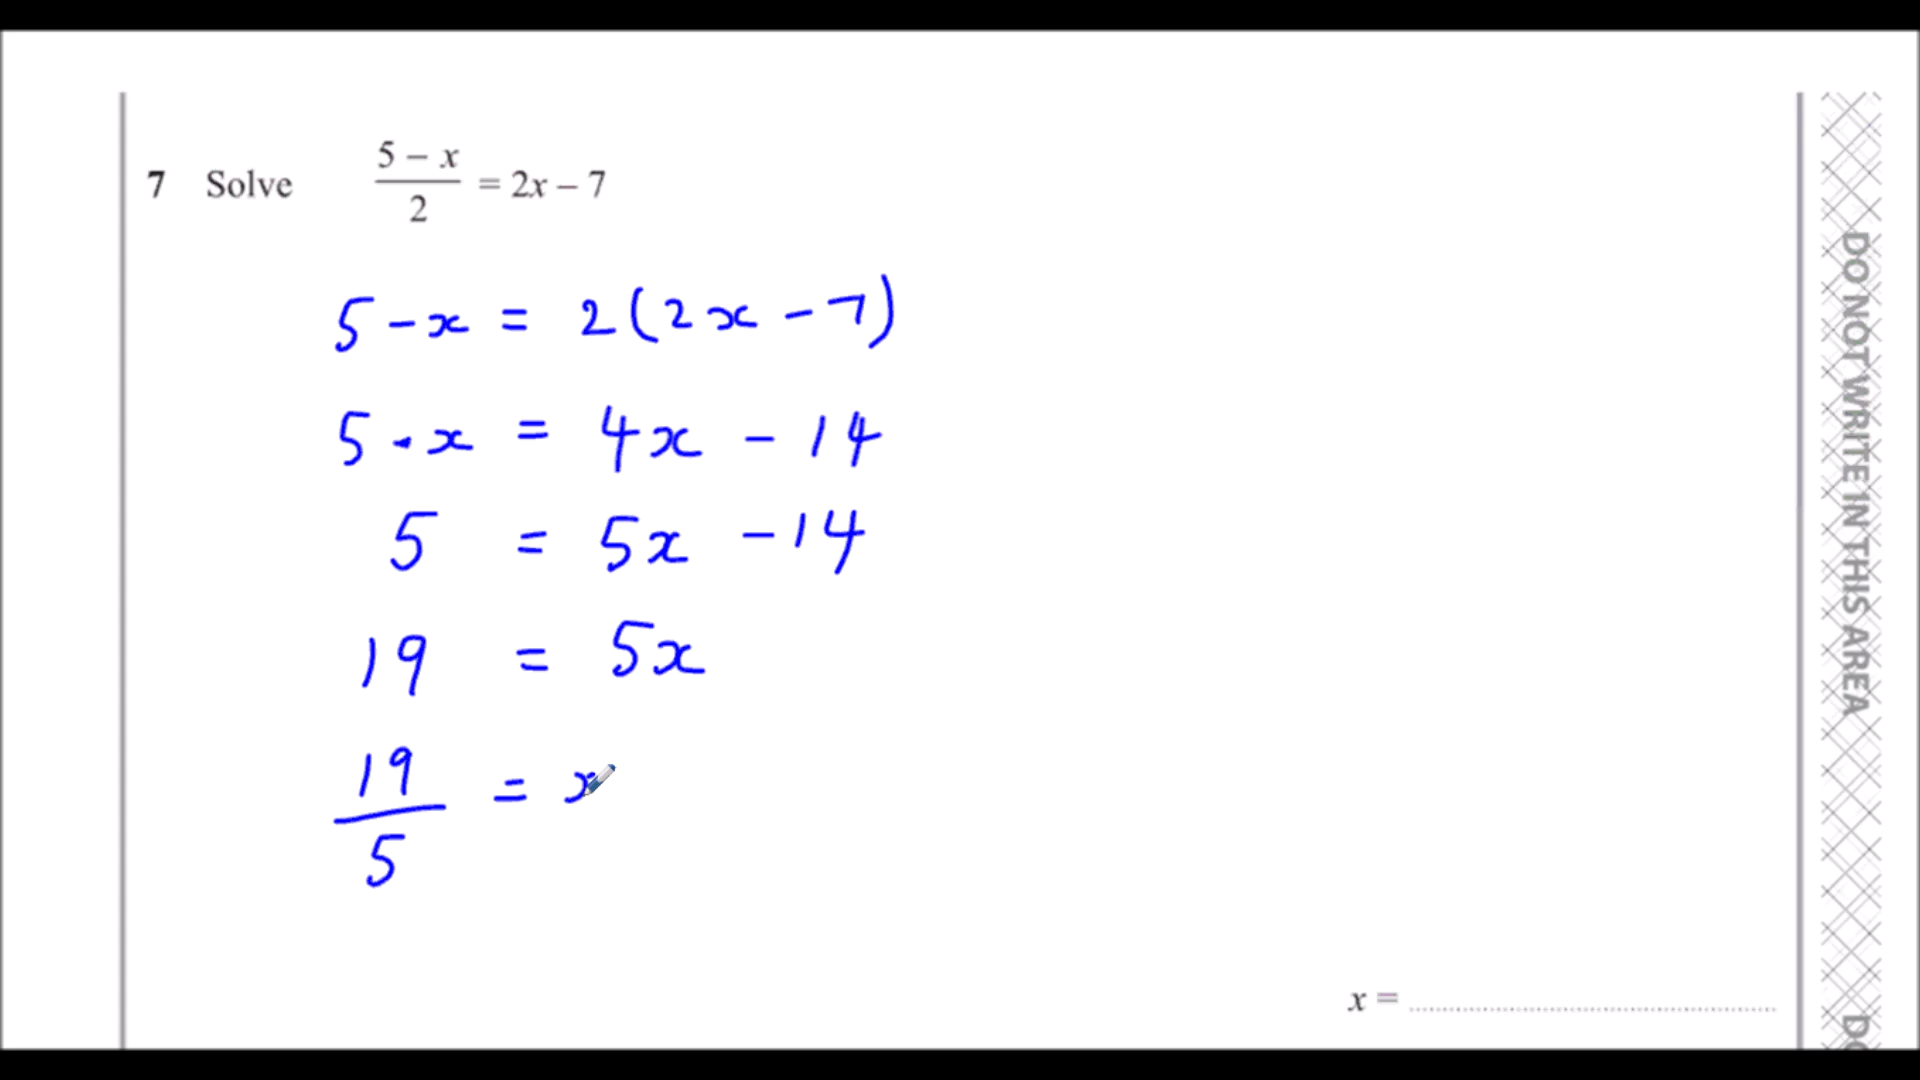 7 Solve (5 − x)/2 = 2x − 7
5 - x = 2(2x - 7)
5 - x = 4x - 14
5 = 5x - 14
19 = 5x
19/5 = x
x = ........................................
DO NOT WRITE IN THIS AREA
DO